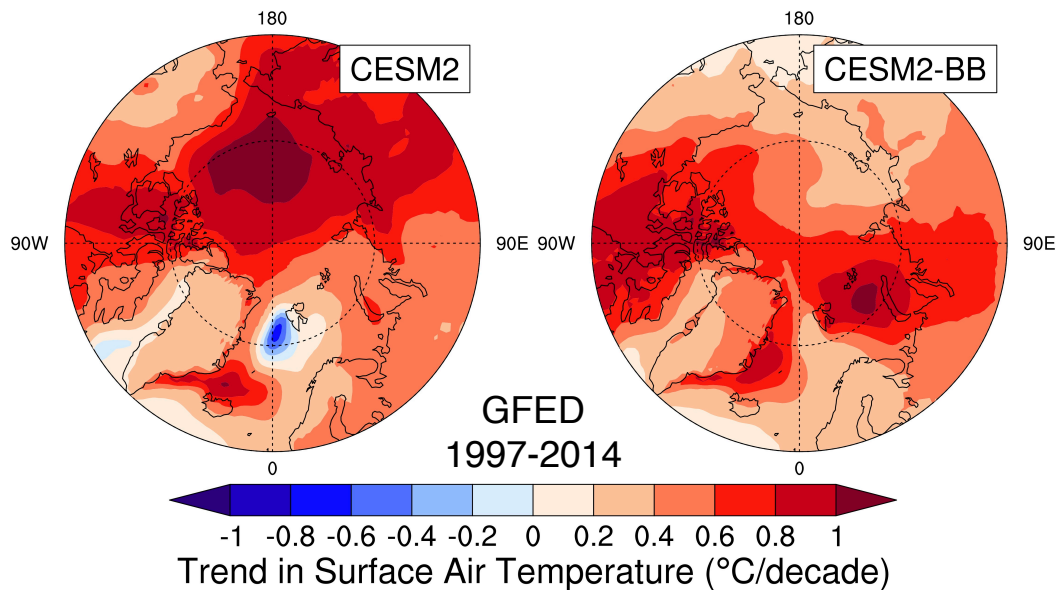 180
180
CESM2
CESM2-BB
90W
90E
90W
90E
GFED
1997-2014
0
0
-1 -0.8 -0.6 -0.4 -0.2 0 0.2 0.4 0.6 0.8 1
Trend in Surface Air Temperature (°C/decade)